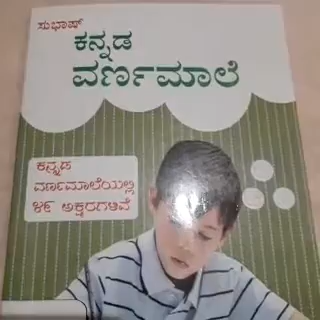 ಸುಭಾಷ್
ಕನ್ನಡ
ವರ್ಣಮಾಲೆ
ಕನ್ನಡ
ವರ್ಣಮಾಲೆಯಲ್ಲಿ
೪೯ ಅಕ್ಷರಗಳಿವೆ